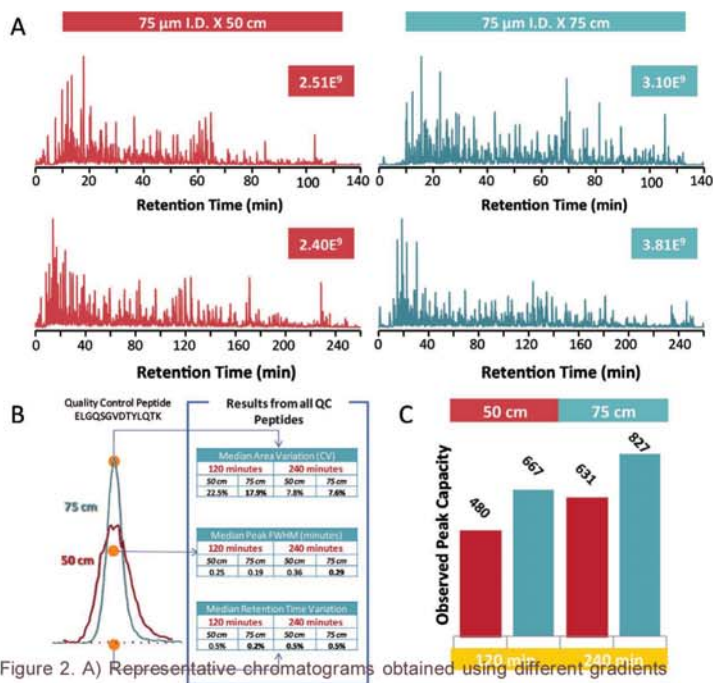 A
75 µm I.D. X 50 cm
75 µm I.D. X 75 cm
2.51E⁹
0 20 40 60 80 100 120 140
Retention Time (min)
3.10E⁹
0 20 40 60 80 100 120 140
Retention Time (min)
2.40E⁹
0 40 80 120 160 200 240
Retention Time (min)
3.81E⁹
0 40 80 120 160 200 240
Retention Time (min)
B
Quality Control Peptide
ELGQSGVDTYLQTK
75 cm
50 cm
Results from all QC
Peptides
Median Area Variation (CV)
120 minutes 240 minutes
50 cm 75 cm 50 cm 75 cm
22.5% 17.9% 7.8% 7.6%
Median Peak FWHM (minutes)
120 minutes 240 minutes
50 cm 75 cm 50 cm 75 cm
0.25 0.19 0.36 0.29
Median Retention Time Variation
120 minutes 240 minutes
50 cm 75 cm 50 cm 75 cm
0.5% 0.2% 0.5% 0.5%
C
50 cm 75 cm
Observed Peak Capacity
480 667 631 827
120 min 240 min
Figure 2. A) Representative chromatograms obtained using different gradients